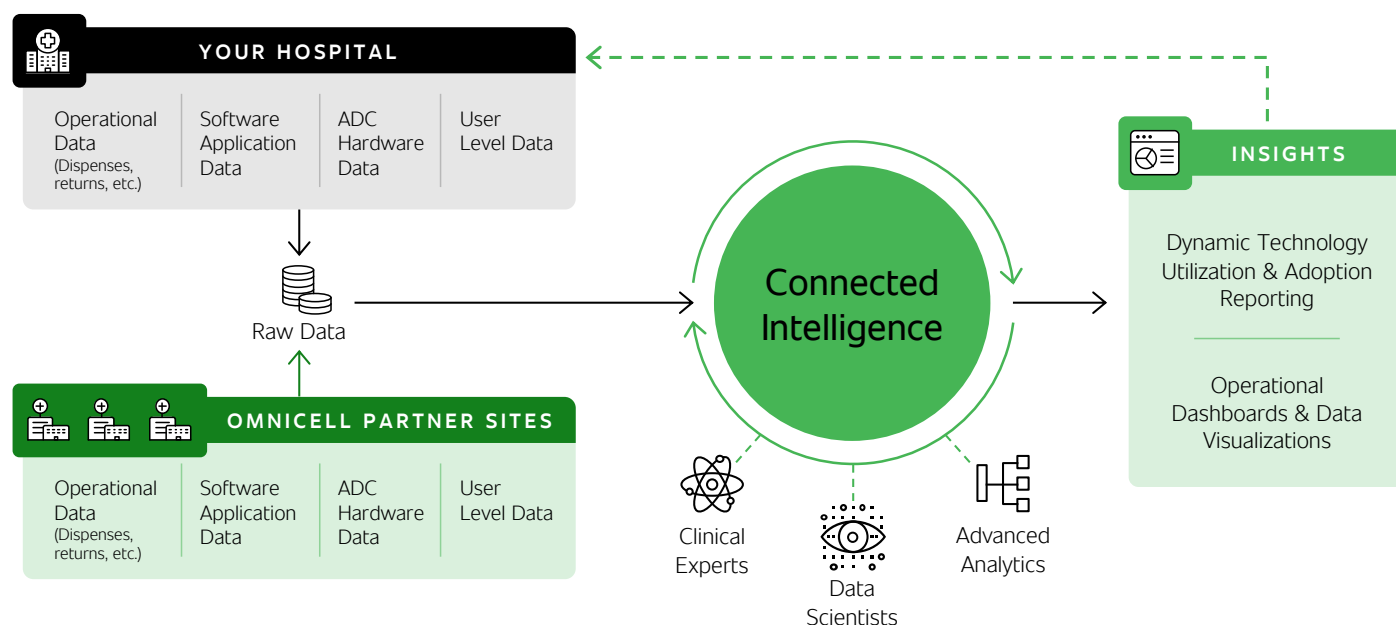 YOUR HOSPITAL
Operational
Data
(Dispenses,
returns, etc.)
Software
Application
Data
ADC
Hardware
Data
User
Level Data
Raw Data
OMNICELL PARTNER SITES
Operational
Data
(Dispenses,
returns, etc.)
Software
Application
Data
ADC
Hardware
Data
User
Level Data
Connected
Intelligence
Clinical
Experts
Data
Scientists
Advanced
Analytics
INSIGHTS
Dynamic Technology
Utilization & Adoption
Reporting
Operational
Dashboards & Data
Visualizations